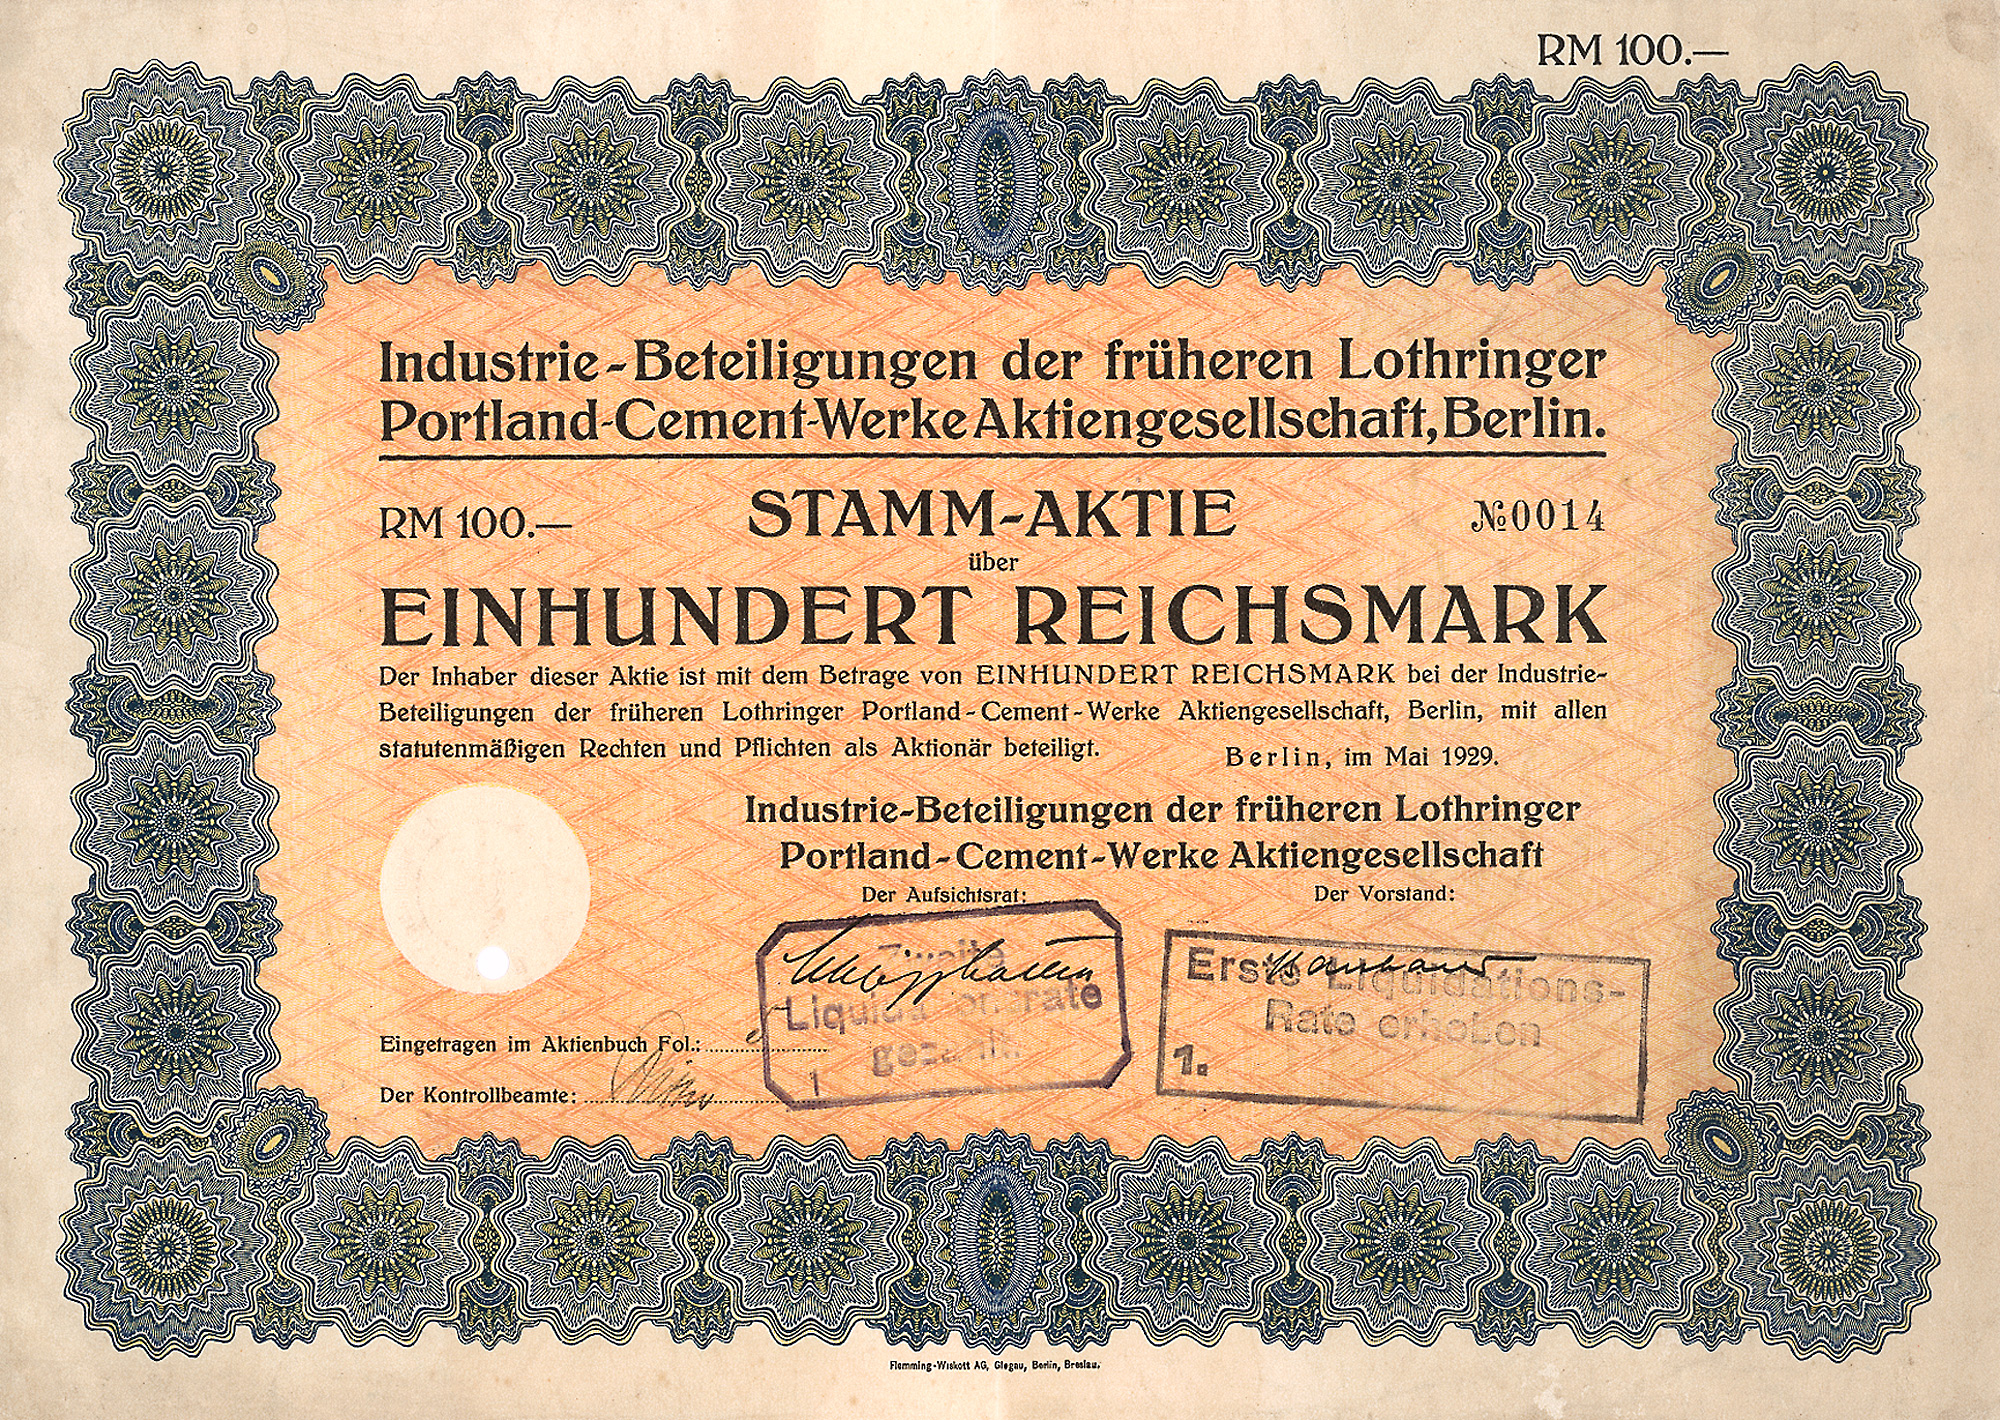 RM 100.—
Industrie-Beteiligungen der früheren Lothringer
Portland-Cement-Werke Aktiengesellschaft, Berlin.
RM 100.— STAMM-AKTIE №0014
über
EINHUNDERT REICHSMARK
Der Inhaber dieser Aktie ist mit dem Betrage von EINHUNDERT REICHSMARK bei der Industrie-
Beteiligungen der früheren Lothringer Portland-Cement-Werke Aktiengesellschaft, Berlin, mit allen
statutenmäßigen Rechten und Pflichten als Aktionär beteiligt.
Berlin, im Mai 1929.
Industrie-Beteiligungen der früheren Lothringer
Portland-Cement-Werke Aktiengesellschaft
Der Aufsichtsrat: Der Vorstand:
Zweite
Liquidationsrate
gezahlt.
1
Erste Liquidations-
Rate erhoben
1.
Eingetragen im Aktienbuch Fol.:
Der Kontrollbeamte:
Flemming-Wiskott AG, Glogau, Berlin, Breslau.